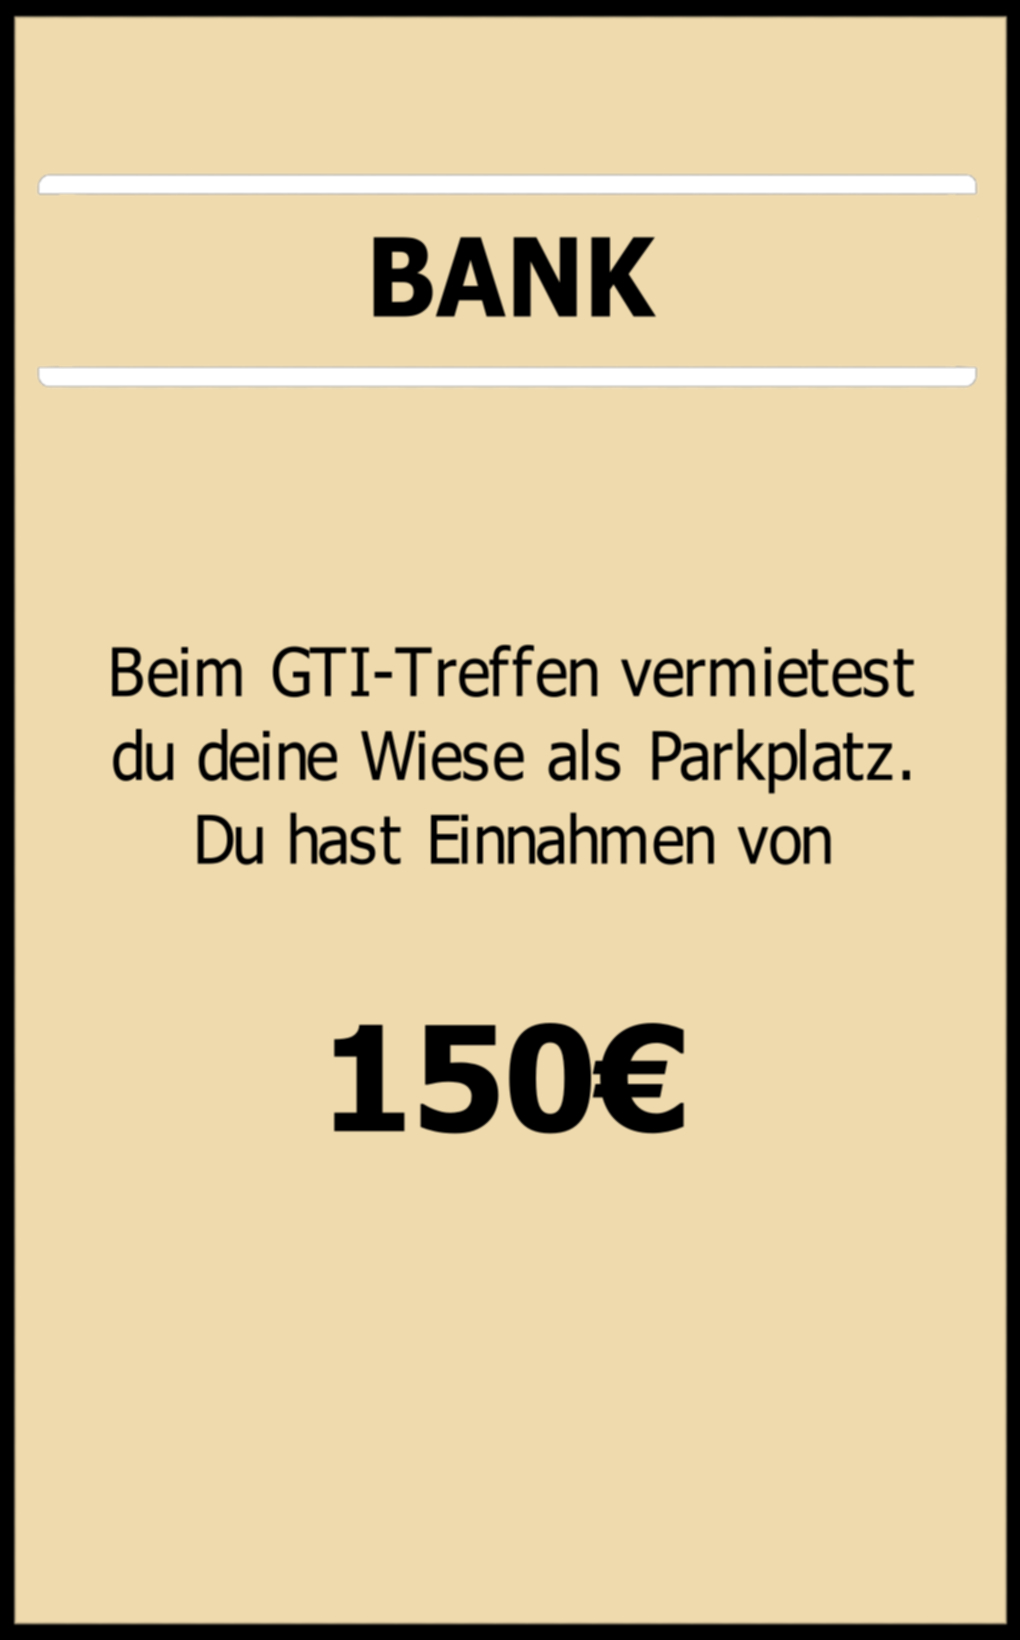 BANK
Beim GTI-Treffen vermietest
du deine Wiese als Parkplatz.
Du hast Einnahmen von
150€